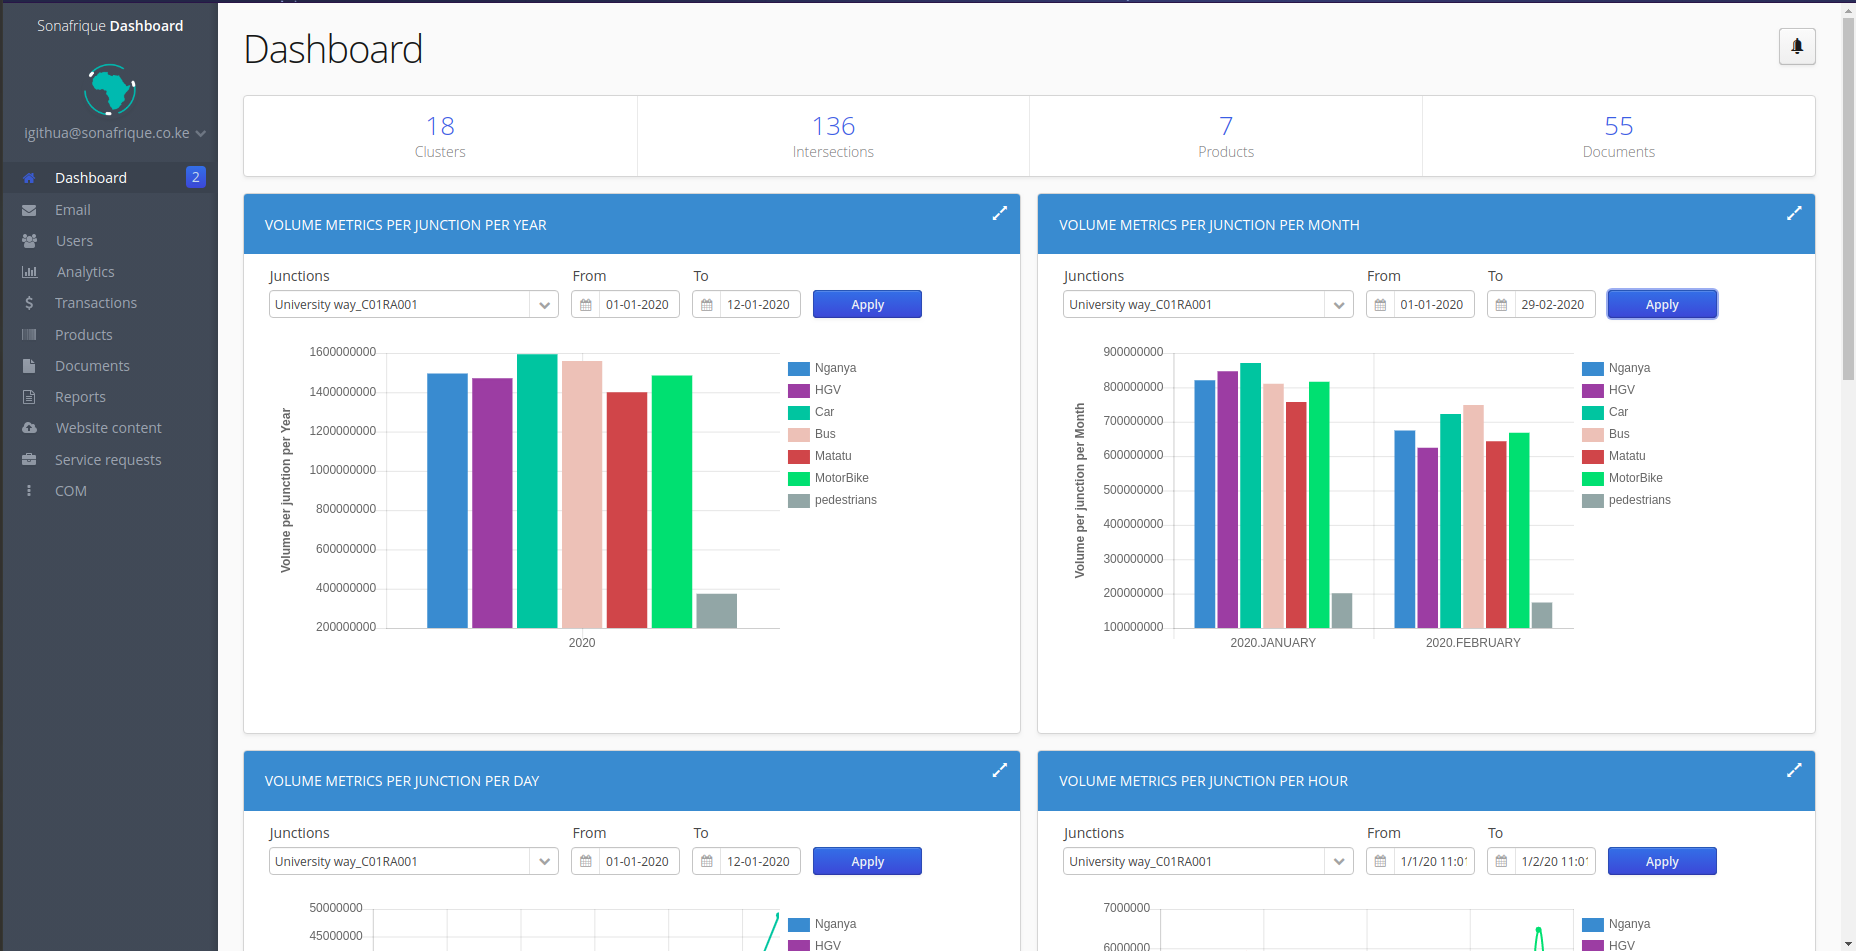 Sonafrique Dashboard
igithua@sonafrique.co.ke
Dashboard 2
Email
Users
Analytics
Transactions
Products
Documents
Reports
Website content
Service requests
COM
Dashboard
18
Clusters
136
Intersections
7
Products
55
Documents
VOLUME METRICS PER JUNCTION PER YEAR
Junctions From To
University way_C01RA001 01-01-2020 12-01-2020 Apply
Volume per junction per Year
1600000000
1400000000
1200000000
1000000000
800000000
600000000
400000000
200000000
2020
Nganya
HGV
Car
Bus
Matatu
MotorBike
pedestrians
VOLUME METRICS PER JUNCTION PER MONTH
Junctions From To
University way_C01RA001 01-01-2020 29-02-2020 Apply
Volume per junction per Month
900000000
800000000
700000000
600000000
500000000
400000000
300000000
200000000
100000000
2020.JANUARY 2020.FEBRUARY
Nganya
HGV
Car
Bus
Matatu
MotorBike
pedestrians
VOLUME METRICS PER JUNCTION PER DAY
Junctions From To
University way_C01RA001 01-01-2020 12-01-2020 Apply
50000000
45000000
Nganya
HGV
VOLUME METRICS PER JUNCTION PER HOUR
Junctions From To
University way_C01RA001 1/1/20 11:0 1/2/20 11:0 Apply
7000000
6000000
Nganya
HGV